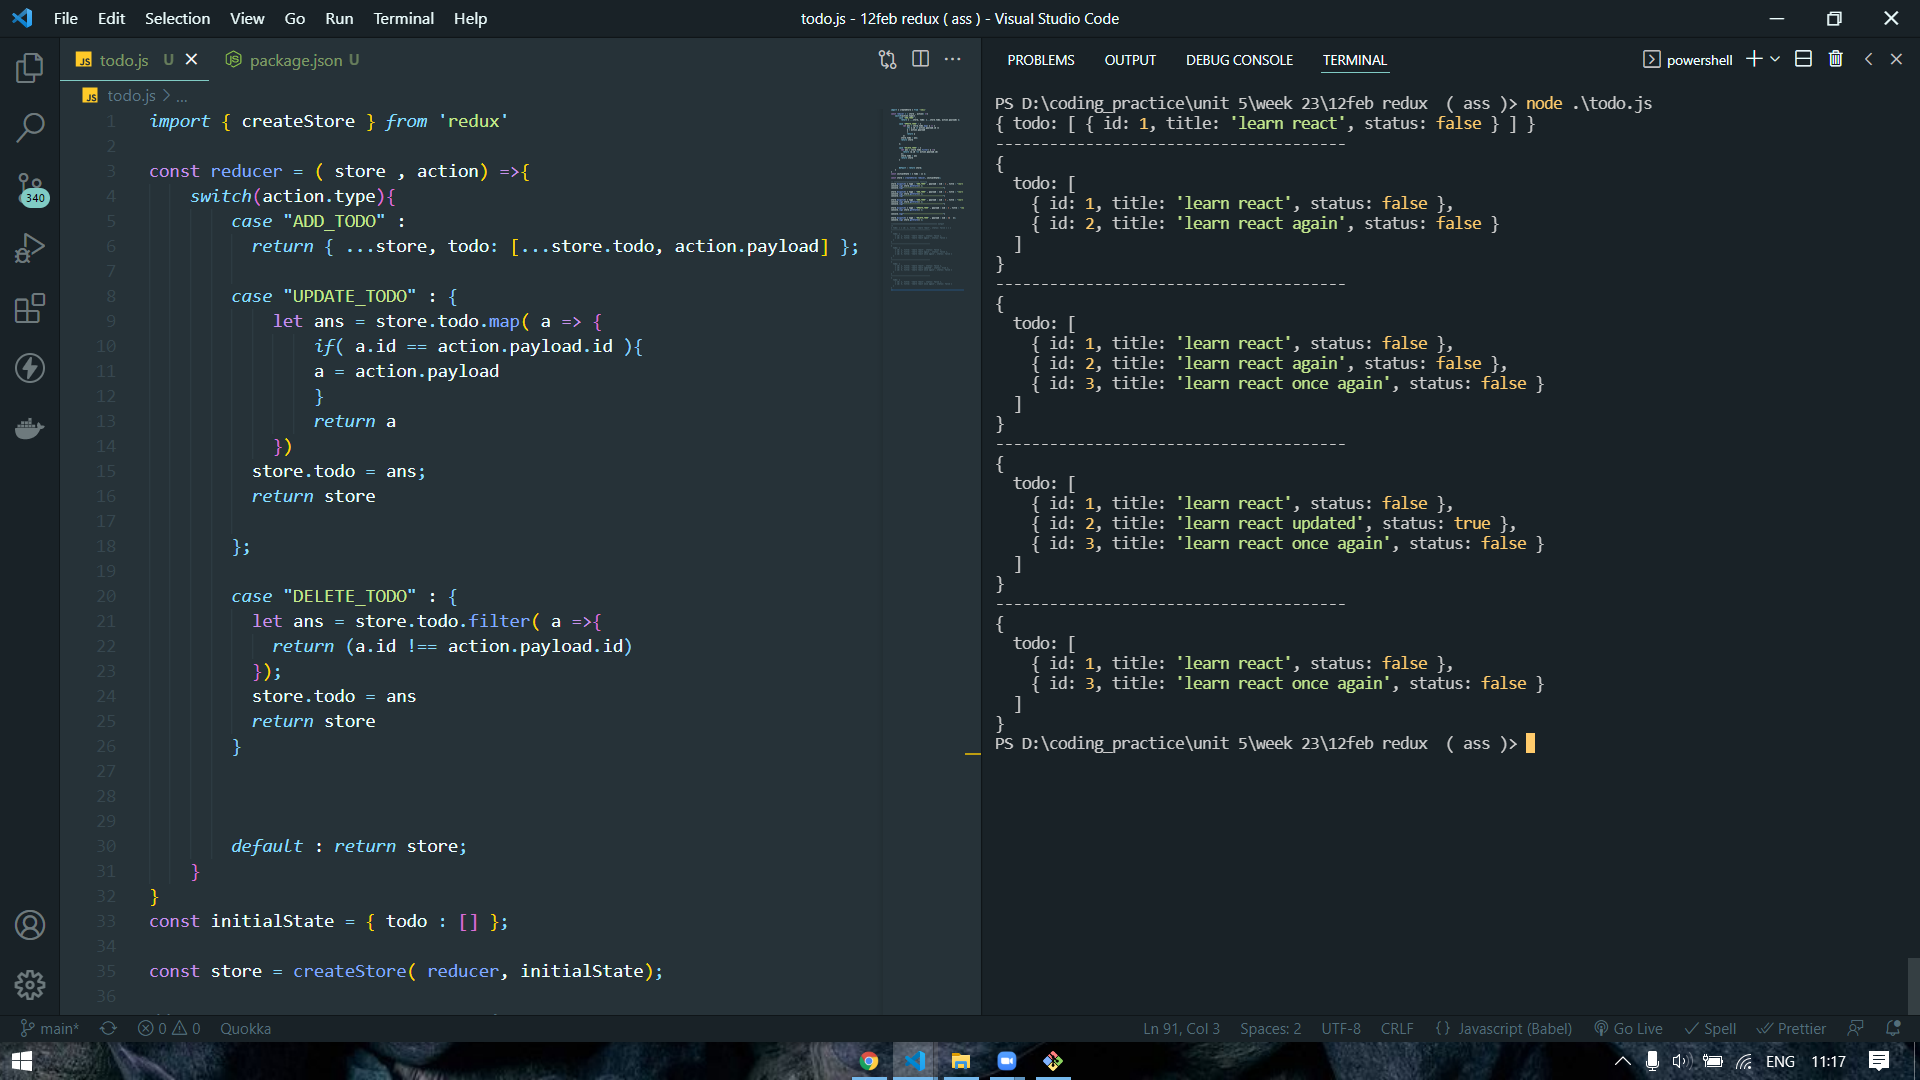 File Edit Selection View Go Run Terminal Help
todo.js - 12feb redux ( ass ) - Visual Studio Code
JS todo.js U
package.json U
JS todo.js > ...
1 import { createStore } from 'redux'
2
3 const reducer = ( store , action) =>{
4 switch(action.type){
5 case "ADD_TODO" :
6 return { ...store, todo: [...store.todo, action.payload] };
7
8 case "UPDATE_TODO" : {
9 let ans = store.todo.map( a => {
10 if( a.id == action.payload.id ){
11 a = action.payload
12 }
13 return a
14 })
15 store.todo = ans;
16 return store
17
18 };
19
20 case "DELETE_TODO" : {
21 let ans = store.todo.filter( a =>{
22 return (a.id !== action.payload.id)
23 });
24 store.todo = ans
25 return store
26 }
27
28
29
30 default : return store;
31 }
32 }
33 const initialState = { todo : [] };
34
35 const store = createStore( reducer, initialState);
36
PROBLEMS OUTPUT DEBUG CONSOLE TERMINAL
powershell
PS D:\coding_practice\unit 5\week 23\12feb redux  ( ass )> node .\todo.js
{ todo: [ { id: 1, title: 'learn react', status: false } ] }
---------------------------------------
{
todo: [
{ id: 1, title: 'learn react', status: false },
{ id: 2, title: 'learn react again', status: false }
]
}
---------------------------------------
{
todo: [
{ id: 1, title: 'learn react', status: false },
{ id: 2, title: 'learn react again', status: false },
{ id: 3, title: 'learn react once again', status: false }
]
}
---------------------------------------
{
todo: [
{ id: 1, title: 'learn react', status: false },
{ id: 2, title: 'learn react updated', status: true },
{ id: 3, title: 'learn react once again', status: false }
]
}
---------------------------------------
{
todo: [
{ id: 1, title: 'learn react', status: false },
{ id: 3, title: 'learn react once again', status: false }
]
}
PS D:\coding_practice\unit 5\week 23\12feb redux  ( ass )>
340
main* 0 0 Quokka
Ln 91, Col 3 Spaces: 2 UTF-8 CRLF {} Javascript (Babel) Go Live Spell Prettier
ENG 11:17